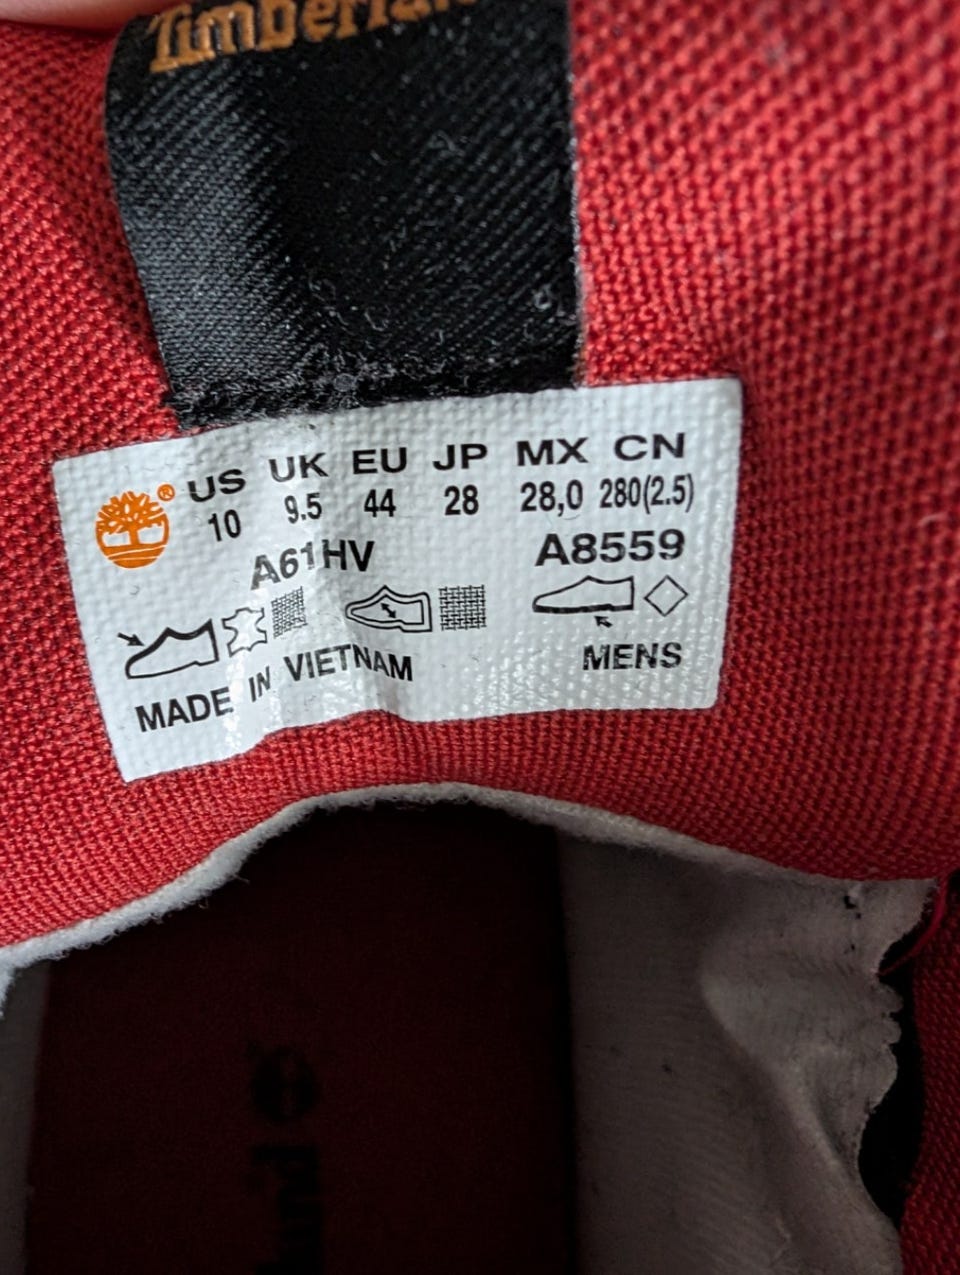 Timberland
US UK EU JP MX CN
10 9.5 44 28 28,0 280(2.5)
A61HV A8559
MENS
MADE IN VIETNAM